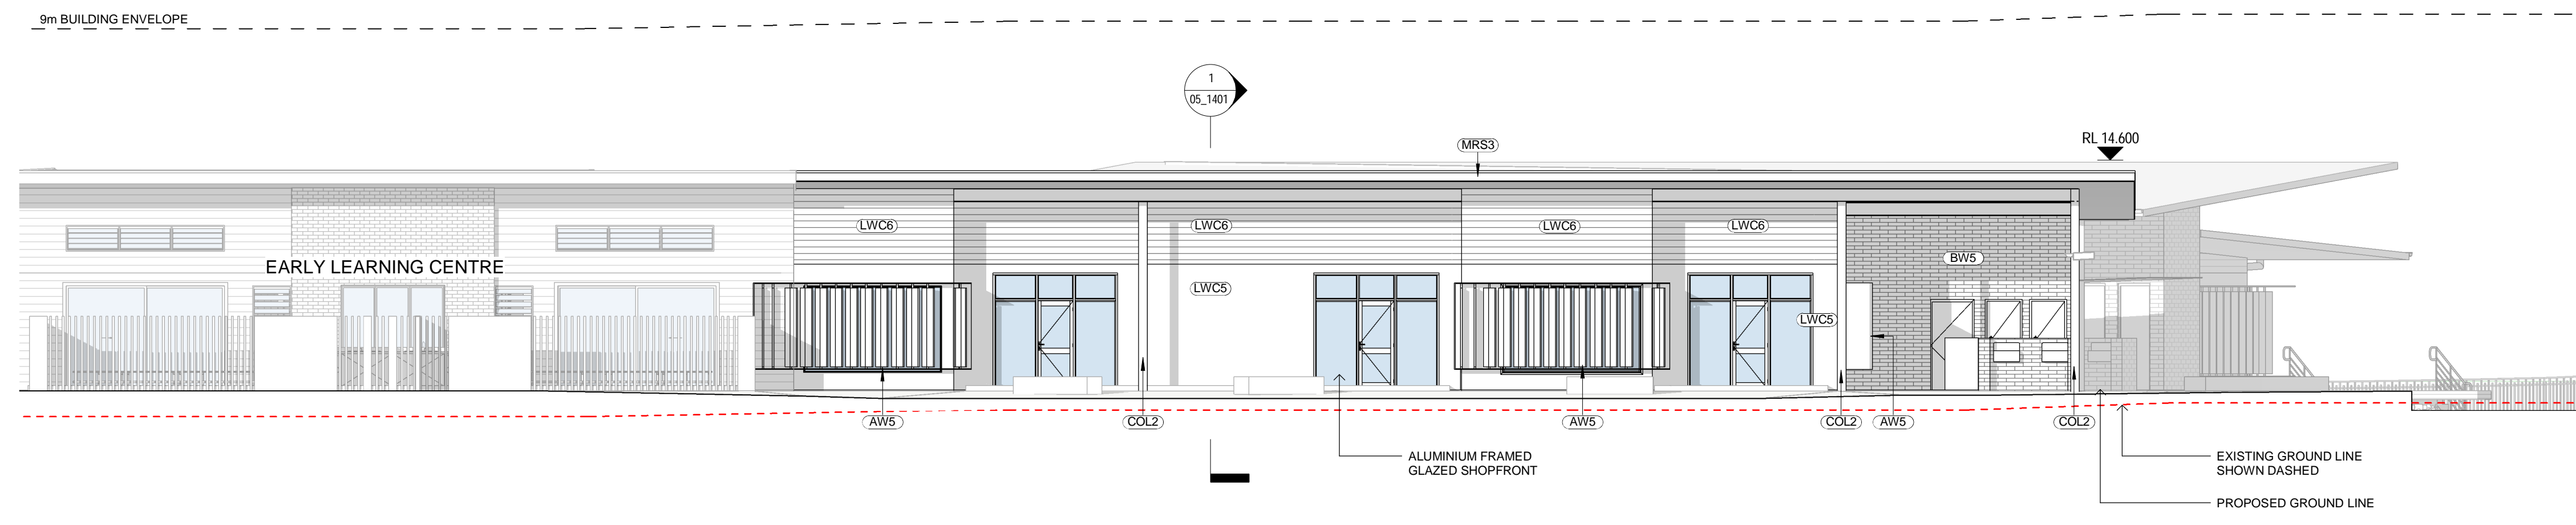 9m BUILDING ENVELOPE
1
05_1401
MRS3
RL 14.600
LWC6
LWC6
LWC6
LWC6
BW5
EARLY LEARNING CENTRE
LWC5
LWC5
AW5
COL2
AW5
COL2
AW5
COL2
ALUMINIUM FRAMED
GLAZED SHOPFRONT
EXISTING GROUND LINE
SHOWN DASHED
PROPOSED GROUND LINE